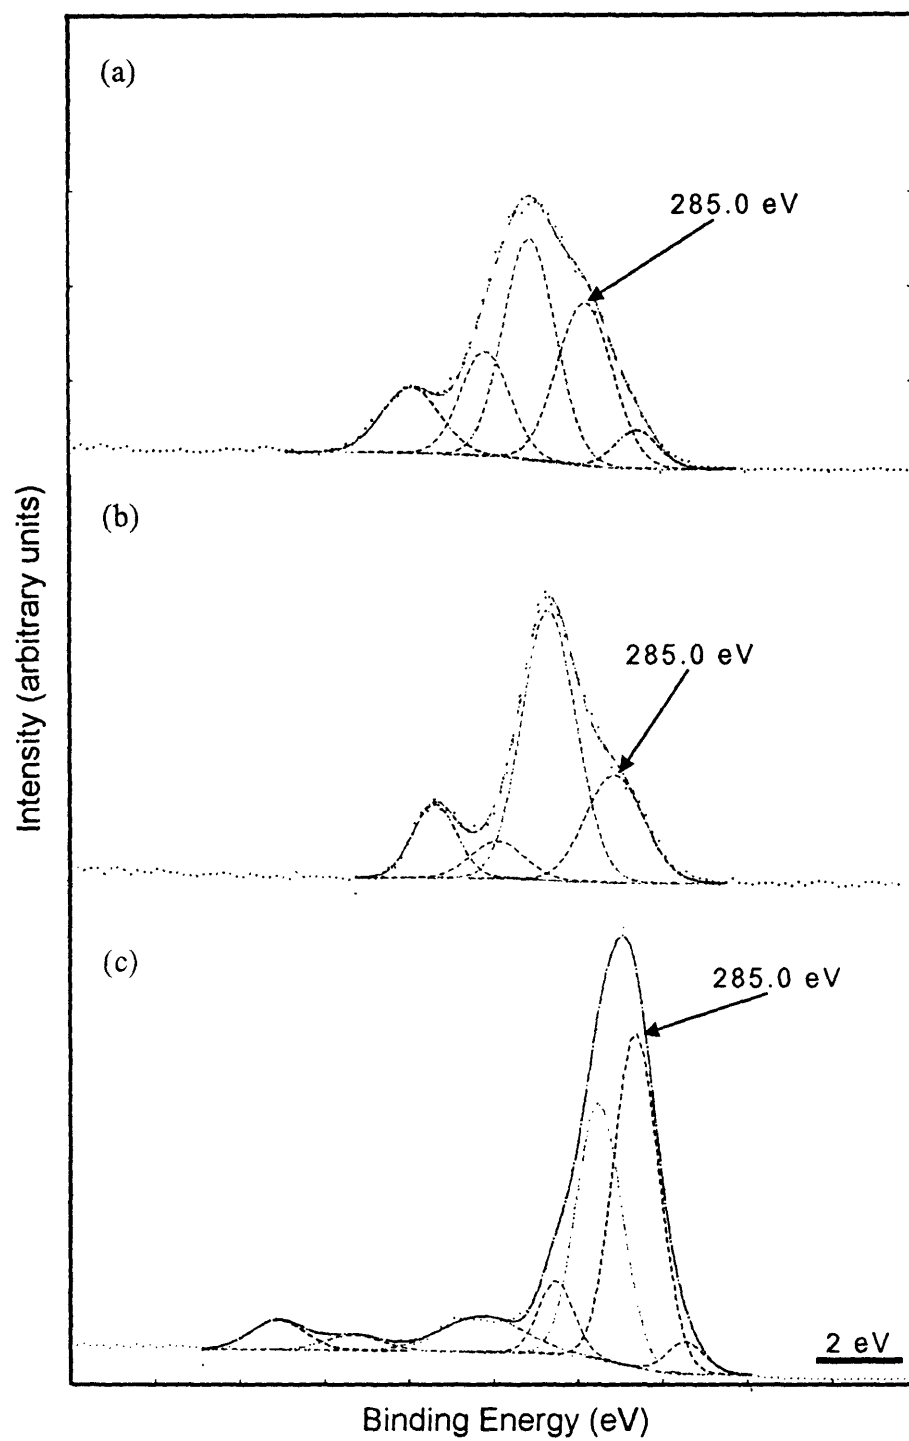 (a)
285.0 eV
(b)
285.0 eV
(c)
285.0 eV
2 eV
Intensity (arbitrary units)
Binding Energy (eV)